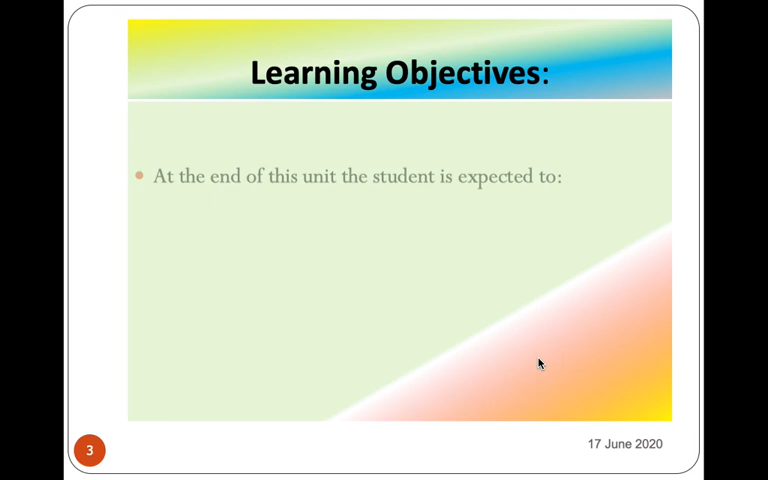 Learning Objectives:
• At the end of this unit the student is expected to:
3
17 June 2020